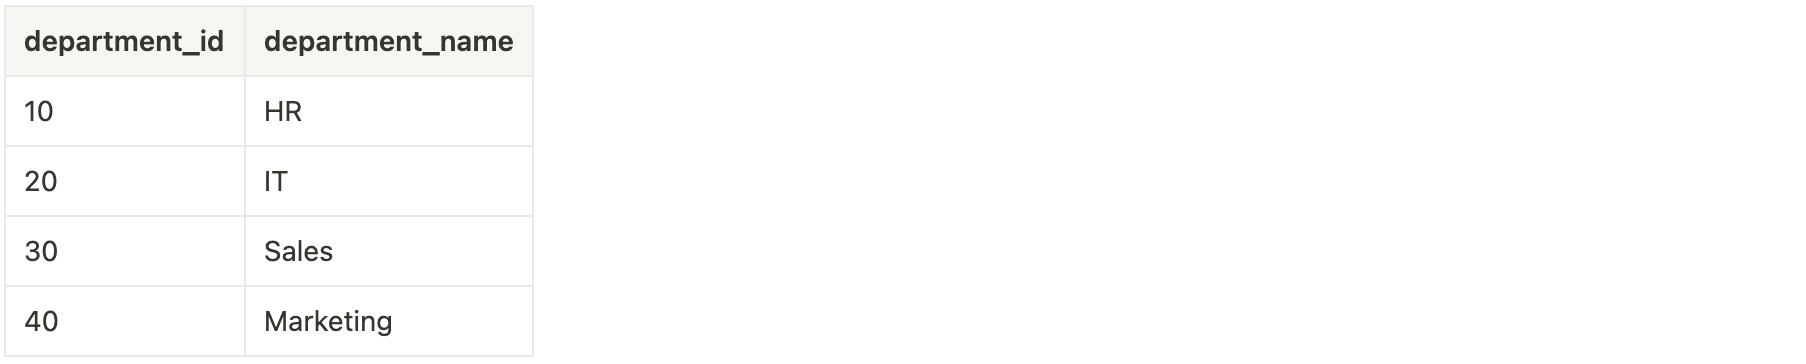 department_id department_name
10 HR
20 IT
30 Sales
40 Marketing